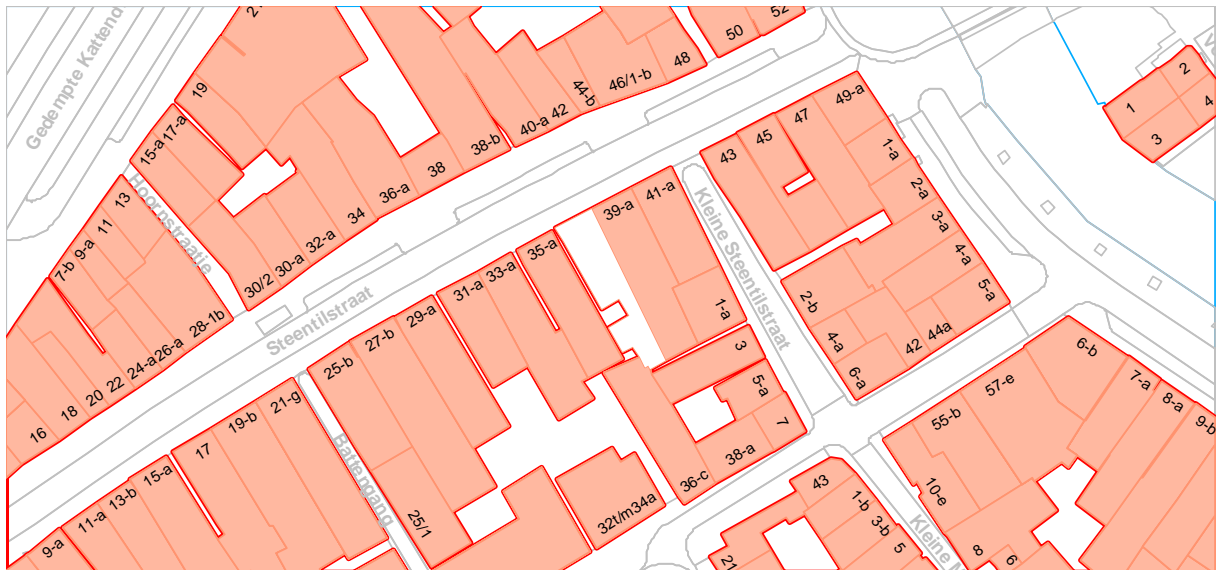 21
50
52
48
46/1-b
44-b
42
40-a
38-b
38
36-a
34
32-a
30-a
30/2
19
17-a
15-a
Gedempte Kattend
Hoornstraatje
13
11
9-a
7-b
28-1b
26-a
24-a
22
20
18
16
Steentilstraat
49-a
47
45
43
1-a
2-a
3-a
4-a
5-a
44a
42
6-a
4-a
2-b
Kleine Steentilstraat
41-a
39-a
35-a
33-a
31-a
29-a
27-b
25-b
25/1
1-a
3
5-a
7
38-a
36-c
32t/m34a
Battengang
21-g
19-b
17
15-a
13-b
11-a
9-a
1
2
3
4
6-b
7-a
8-a
9-b
57-e
55-b
10-e
8
6
43
1-b
3-b
5
21
Kleine